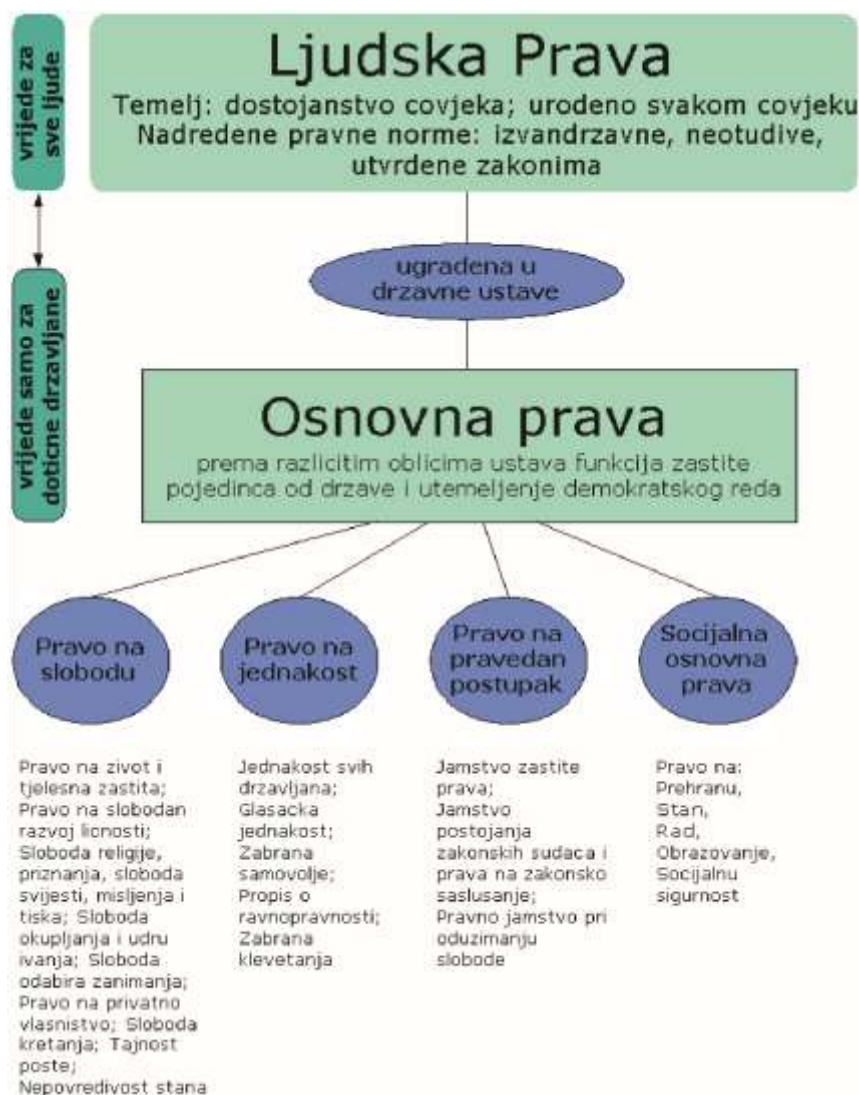 vrijede za
sve ljude
Ljudska Prava
Temelj: dostojanstvo covjeka; urodeno svakom covjeku
Nadredene pravne norme: izvandrzavne, neotudive,
utvrdene zakonima
ugradena u
drzavne ustave
vrijede samo za
doticne drzavljane
Osnovna prava
prema razlicitim oblicima ustava funkcija zastite
pojedinca od drzave i utemeljenje demokratskog reda
Pravo na
slobodu
Pravo na
jednakost
Pravo na
pravedan
postupak
Socijalna
osnovna
prava
Pravo na zivot i
tjelesna zastita;
Pravo na slobodan
razvoj licnosti;
Sloboda religije,
priznanja, sloboda
svijesti, misljenja i
tiska; Sloboda
okupljanja i udru
ivanja; Sloboda
odabira zanimanja;
Pravo na privatno
vlasnistvo; Sloboda
kretanja; Tajnost
poste;
Nepovredivost stana
Jednakost svih
drzavljana;
Glasacka
jednakost;
Zabrana
samovolje;
Propis o
ravnopravnosti;
Zabrana
klevetanja
Jamstvo zastite
prava;
Jamstvo
postojanja
zakonskih sudaca i
prava na zakonsko
saslusanje;
Pravno jamstvo pri
oduzimanju
slobode
Pravo na:
Prehranu,
Stan,
Rad,
Obrazovanje,
Socijalnu
sigurnost